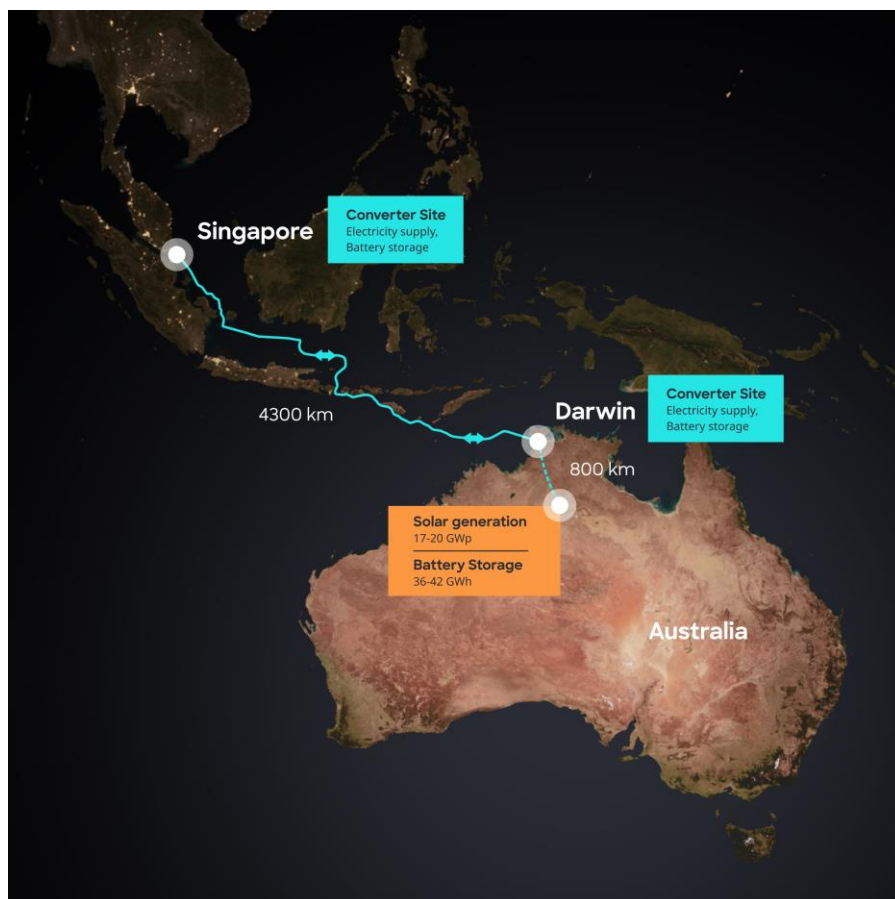 Singapore
Converter Site
Electricity supply,
Battery storage
4300 km
Darwin
Converter Site
Electricity supply,
Battery storage
800 km
Solar generation
17-20 GWp
Battery Storage
36-42 GWh
Australia